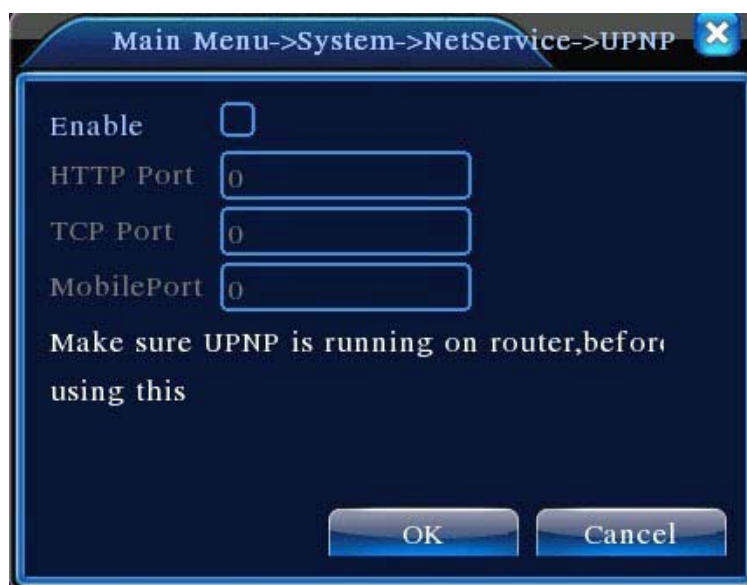 Main Menu->System->NetService->UPNP
Enable
HTTP Port 0
TCP Port 0
MobilePort 0
Make sure UPNP is running on router,befor
using this
OK Cancel